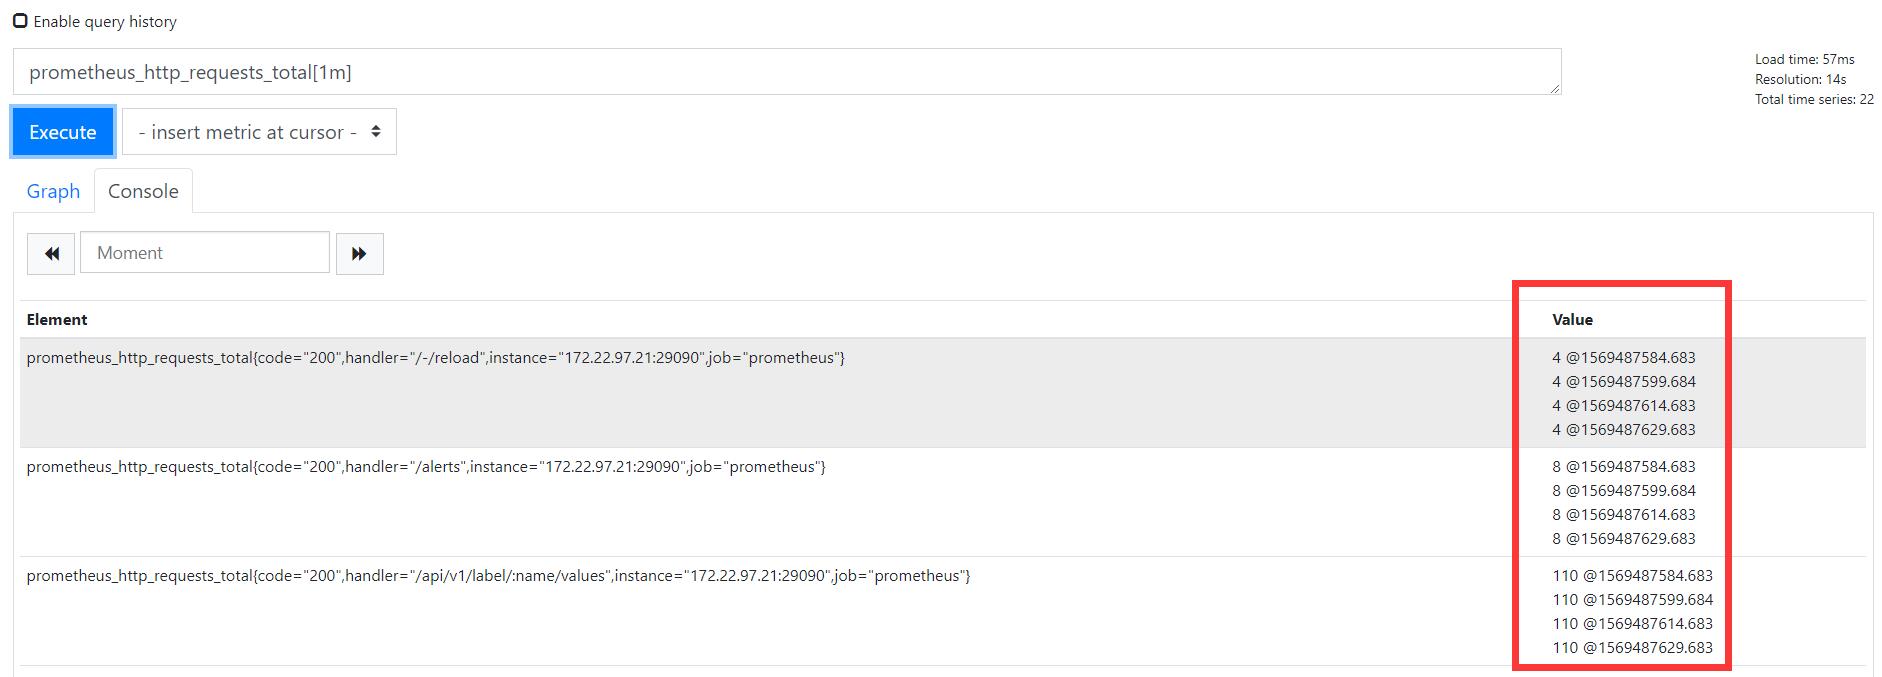 Enable query history
prometheus_http_requests_total[1m]
Load time: 57ms
Resolution: 14s
Total time series: 22
Execute
- insert metric at cursor -
Graph
Console
Moment
Element
Value
prometheus_http_requests_total{code="200",handler="/-/reload",instance="172.22.97.21:29090",job="prometheus"}
4 @1569487584.683
4 @1569487599.684
4 @1569487614.683
4 @1569487629.683
prometheus_http_requests_total{code="200",handler="/alerts",instance="172.22.97.21:29090",job="prometheus"}
8 @1569487584.683
8 @1569487599.684
8 @1569487614.683
8 @1569487629.683
prometheus_http_requests_total{code="200",handler="/api/v1/label/:name/values",instance="172.22.97.21:29090",job="prometheus"}
110 @1569487584.683
110 @1569487599.684
110 @1569487614.683
110 @1569487629.683